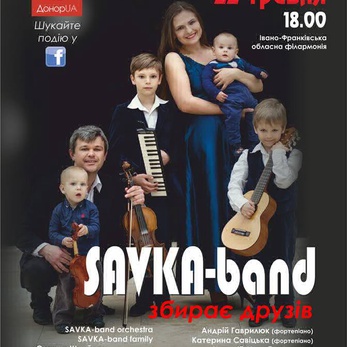 ДонорUA
Шукайте
подію у
f
22 травня
18.00
Івано-Франківська
обласна філармонія
SAVKA-band
збирає друзів
SAVKA-band orchestra
SAVKA-band family
Андрій Гаврилюк (фортепіано)
Катерина Савіцька (фортепіано)